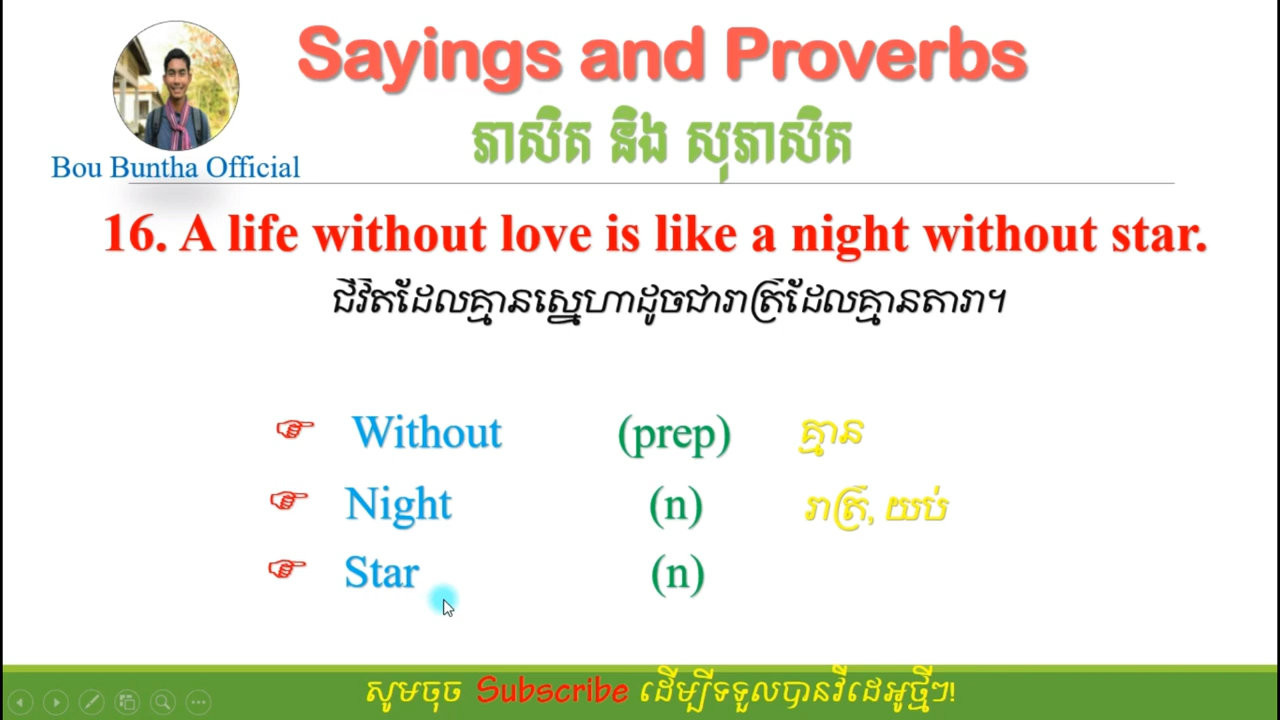 Sayings and Proverbs
ភាសិត និង សុភាសិត
Bou Buntha Official
16. A life without love is like a night without star.
ជីវិតដែលគ្មានស្នេហាដូចជារាត្រីដែលគ្មានតារា។
Without (prep) គ្មាន
Night (n) រាត្រី, យប់
Star (n)
សូមចុច Subscribe ដើម្បីទទួលបានវីដេអូថ្មីៗ!